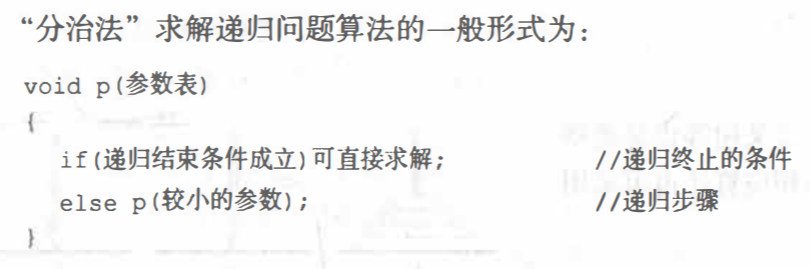 “分治法”求解递归问题算法的一般形式为：
void p(参数表)
{
if(递归结束条件成立)可直接求解; //递归终止的条件
else p(较小的参数); //递归步骤
}